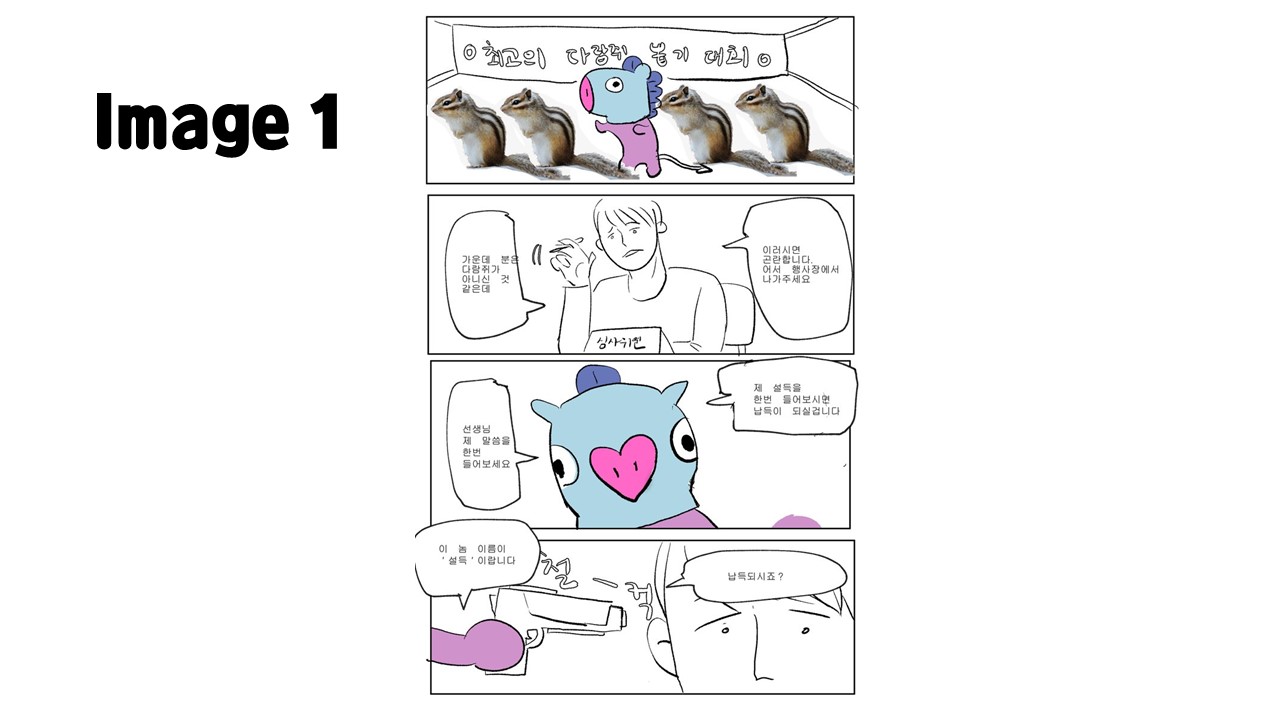 Image 1
최고의 다람쥐 뽑기 대회
가운데 분은
다람쥐가
아니신 것
같은데
이러시면
곤란합니다.
어서 행사장에서
나가주세요
심사위원
선생님
제 말씀을
한번
들어보세요
제 설득을
한번 들어보시면
납득이 되실겁니다
이 놈 이름이
'설득'이랍니다
철
납득되시죠?